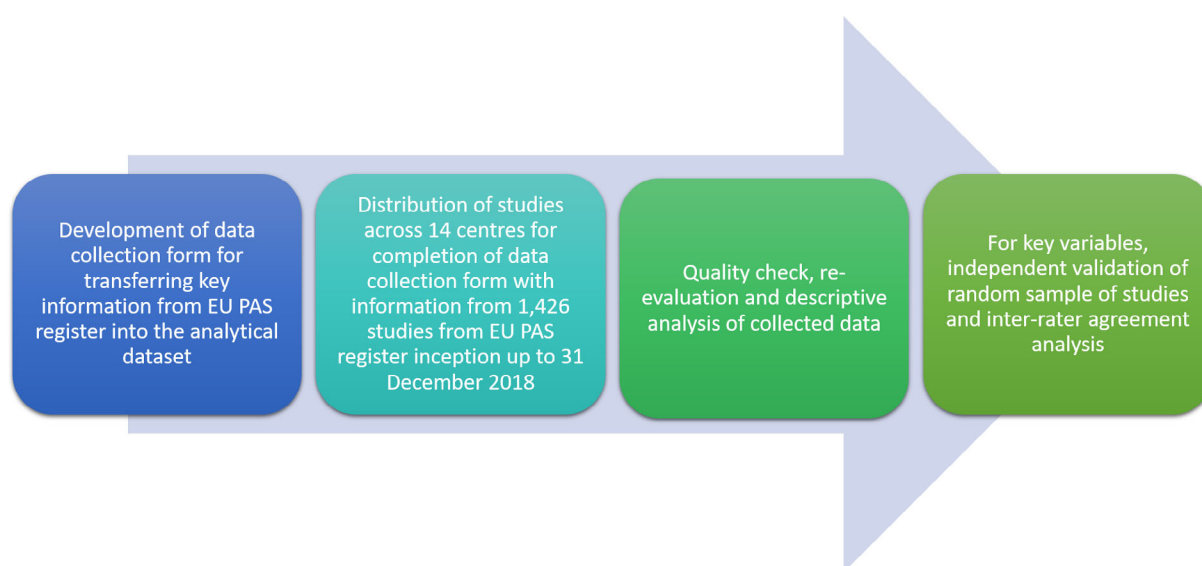 Development of data
collection form for
transferring key
information from EU PAS
register into the analytical
dataset
Distribution of studies
across 14 centres for
completion of data
collection form with
information from 1,426
studies from EU PAS
register inception up to 31
December 2018
Quality check, re-
evaluation and descriptive
analysis of collected data
For key variables,
independent validation of
random sample of studies
and inter-rater agreement
analysis